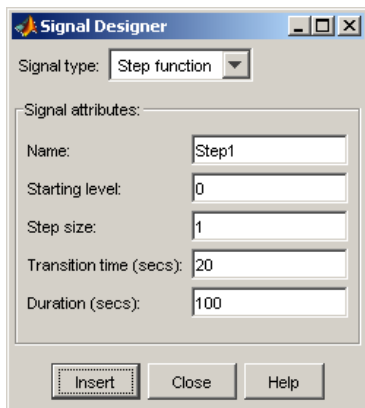 Signal Designer
Signal type: Step function
Signal attributes:
Name: Step1
Starting level: 0
Step size: 1
Transition time (secs): 20
Duration (secs): 100
Insert Close Help